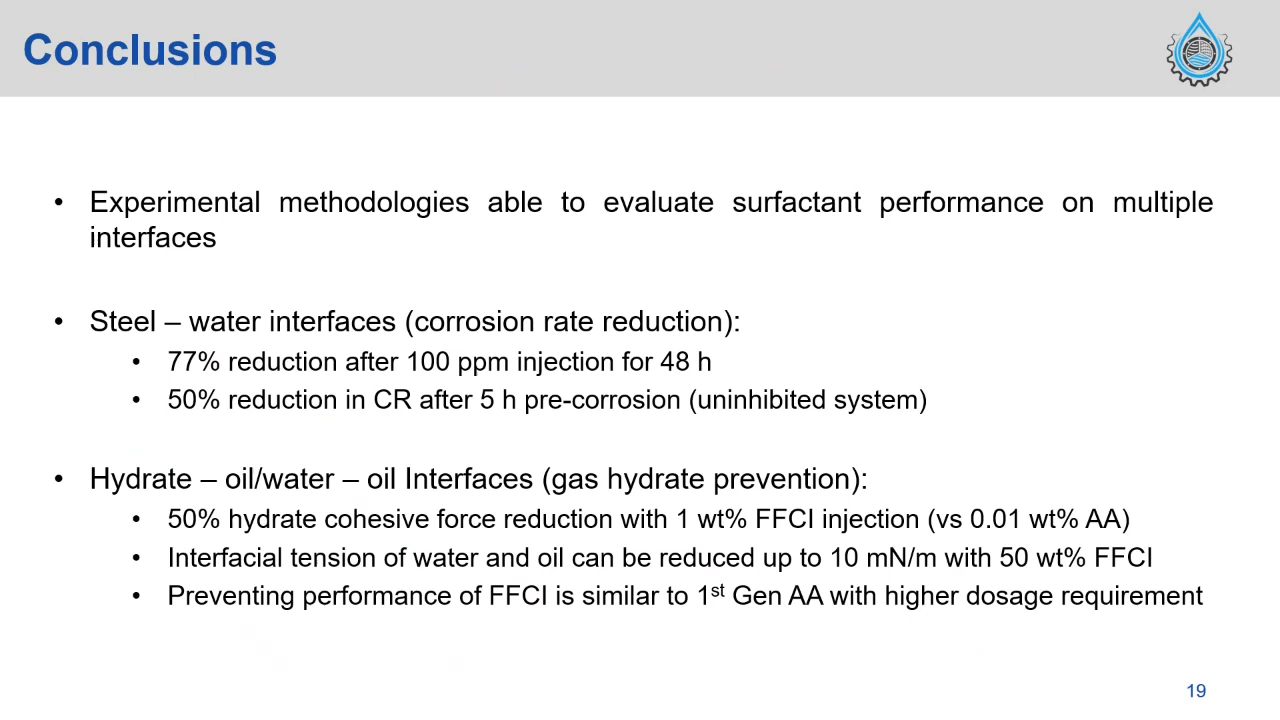 Conclusions
• Experimental methodologies able to evaluate surfactant performance on multiple
interfaces
• Steel – water interfaces (corrosion rate reduction):
• 77% reduction after 100 ppm injection for 48 h
• 50% reduction in CR after 5 h pre-corrosion (uninhibited system)
• Hydrate – oil/water – oil Interfaces (gas hydrate prevention):
• 50% hydrate cohesive force reduction with 1 wt% FFCI injection (vs 0.01 wt% AA)
• Interfacial tension of water and oil can be reduced up to 10 mN/m with 50 wt% FFCI
• Preventing performance of FFCI is similar to 1st Gen AA with higher dosage requirement
19